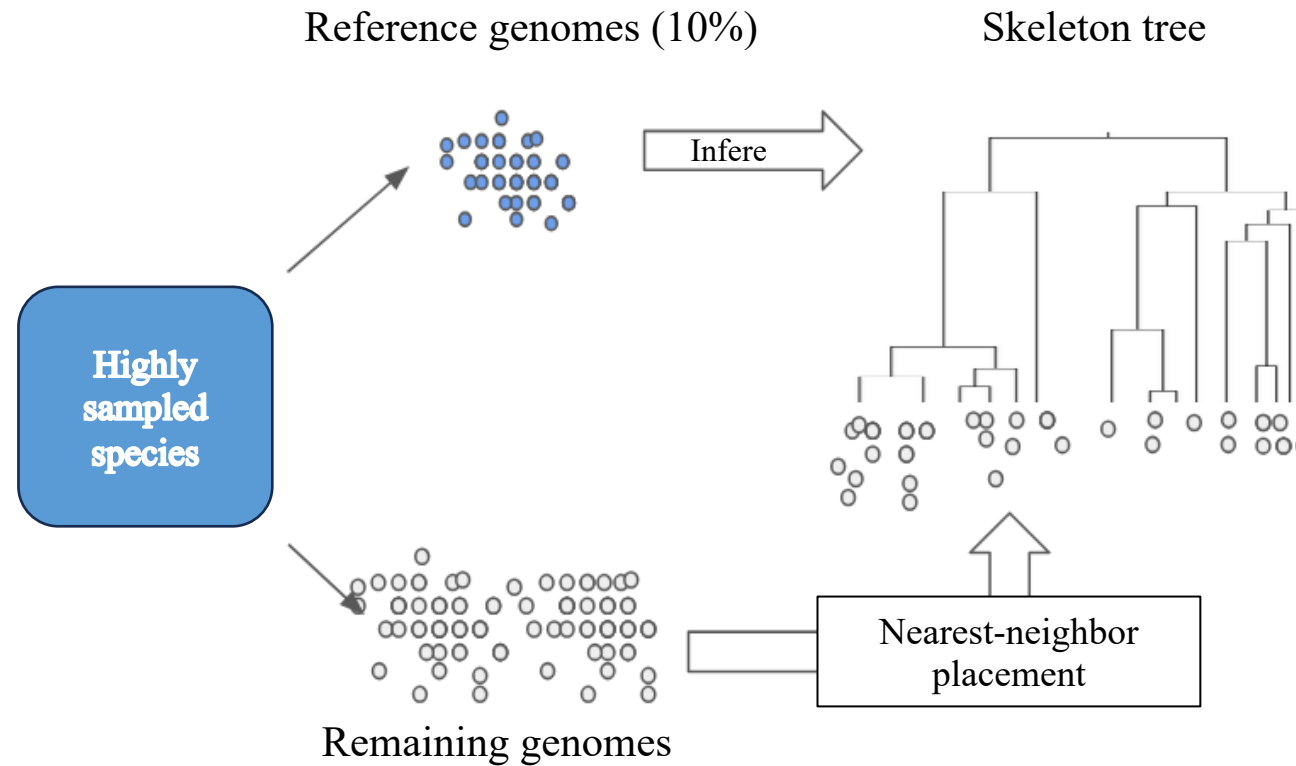 Reference genomes (10%)
Skeleton tree
Infere
Highly
sampled
species
Nearest-neighbor
placement
Remaining genomes